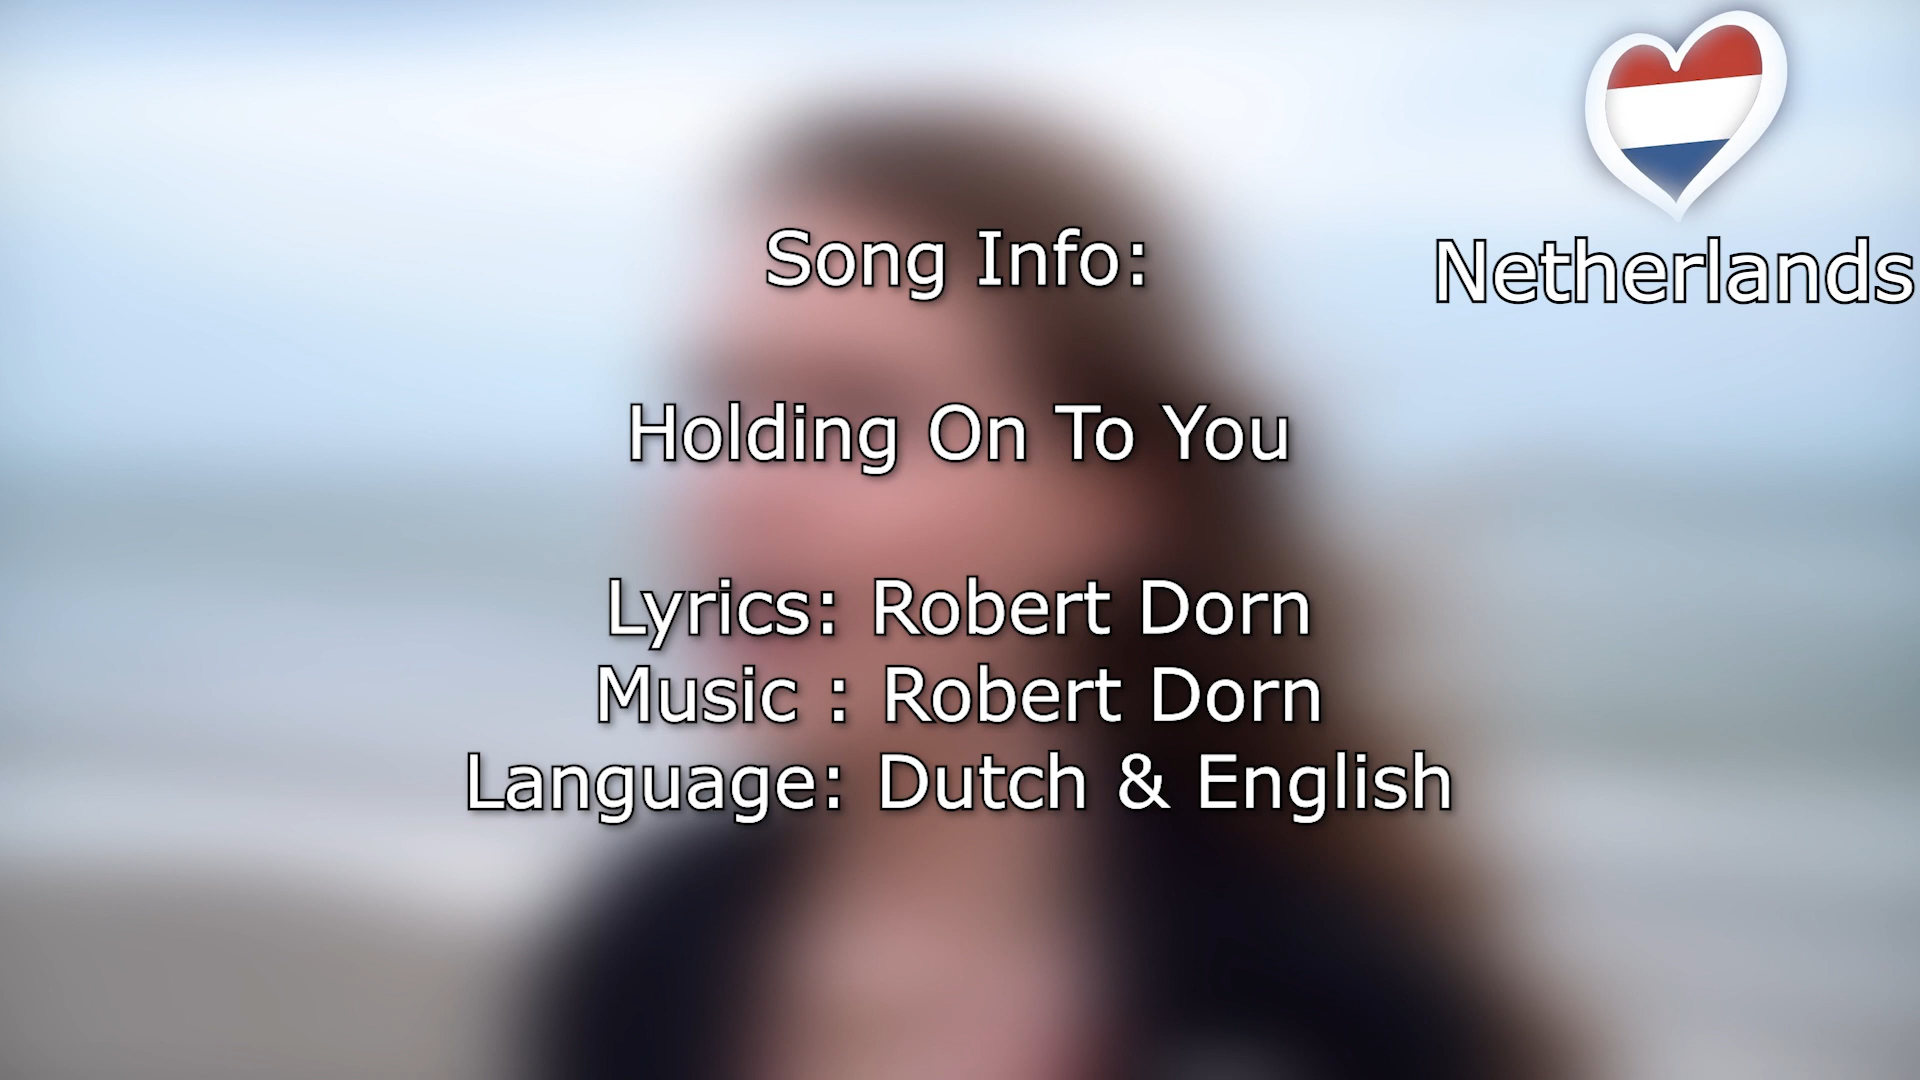 Netherlands
Song Info:
Holding On To You
Lyrics: Robert Dorn
Music : Robert Dorn
Language: Dutch & English